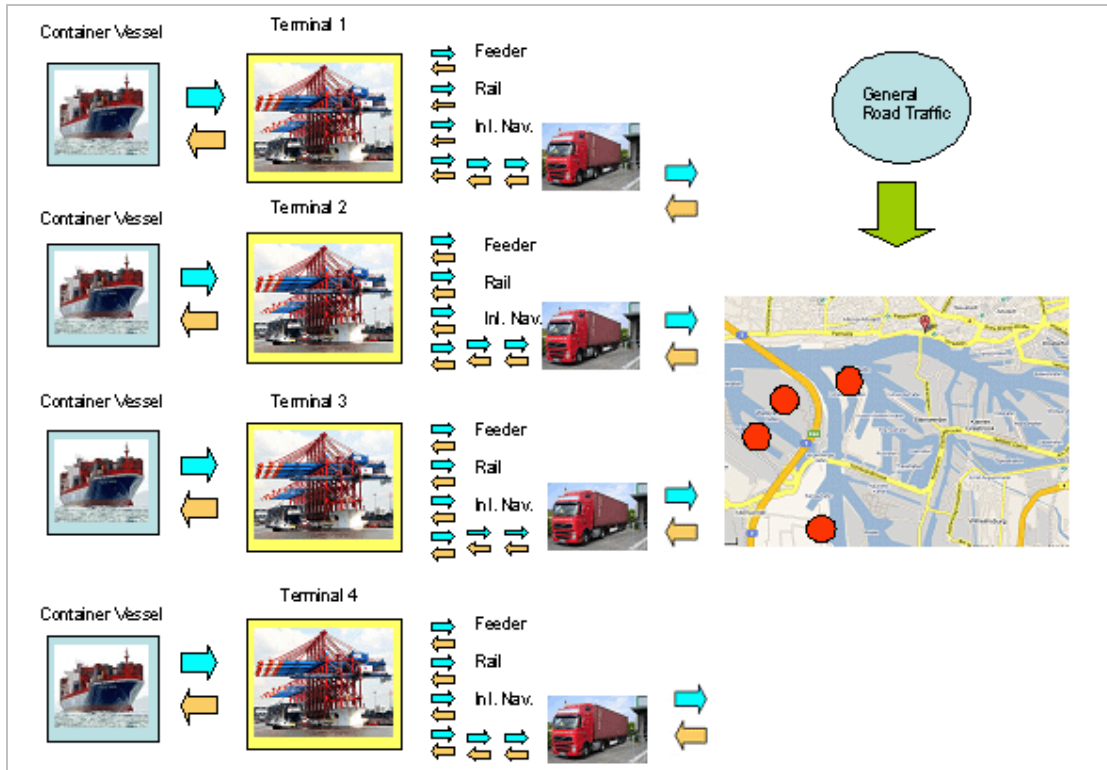 Container Vessel
Terminal 1
Feeder
Rail
Inl. Nav.
General
Road Traffic
Container Vessel
Terminal 2
Feeder
Rail
Inl. Nav.
Container Vessel
Terminal 3
Feeder
Rail
Inl. Nav.
Container Vessel
Terminal 4
Feeder
Rail
Inl. Nav.